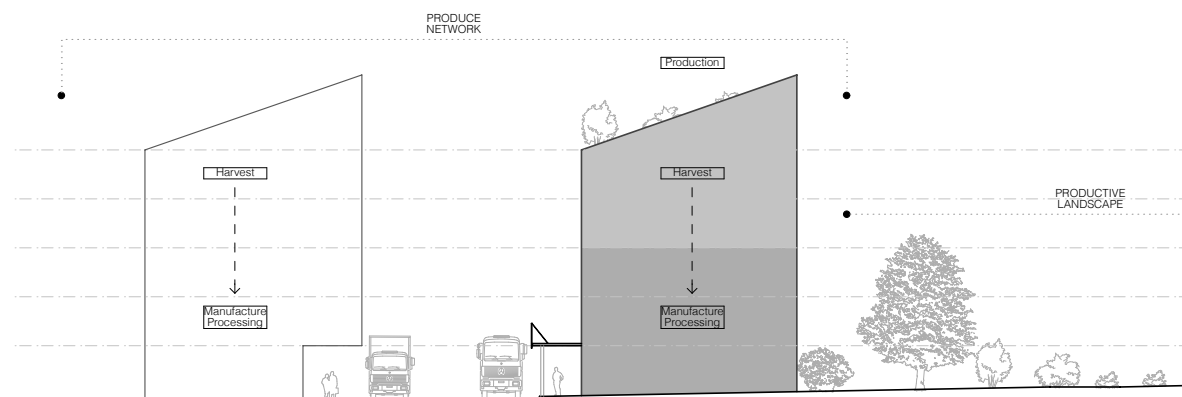 PRODUCE
NETWORK
Production
Harvest
Harvest
PRODUCTIVE
LANDSCAPE
Manufacture
Processing
Manufacture
Processing